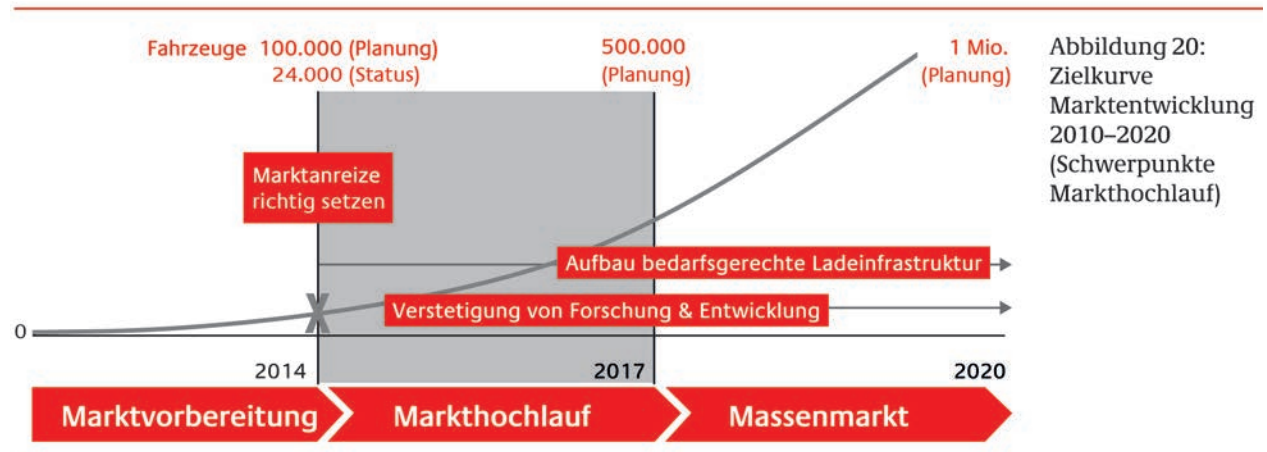 Fahrzeuge 100.000 (Planung)
24.000 (Status)
500.000
(Planung)
1 Mio.
(Planung)
Abbildung 20:
Zielkurve
Marktentwicklung
2010–2020
(Schwerpunkte
Markthochlauf)
Marktanreize
richtig setzen
Aufbau bedarfsgerechte Ladeinfrastruktur
Verstetigung von Forschung & Entwicklung
0
2014
2017
2020
Marktvorbereitung
Markthochlauf
Massenmarkt